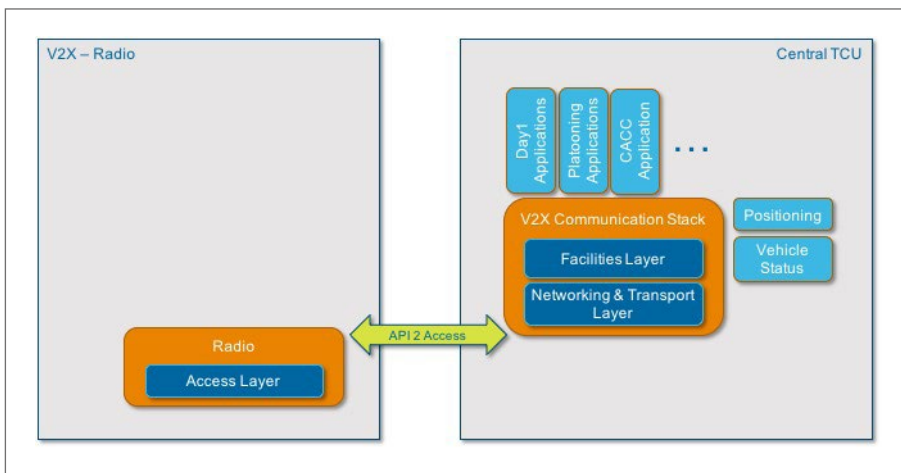 V2X – Radio
Central TCU
Day1
Applications
Platooning
Applications
CACC
Application
...
V2X Communication Stack
Facilities Layer
Networking & Transport
Layer
Positioning
Vehicle
Status
API 2 Access
Radio
Access Layer